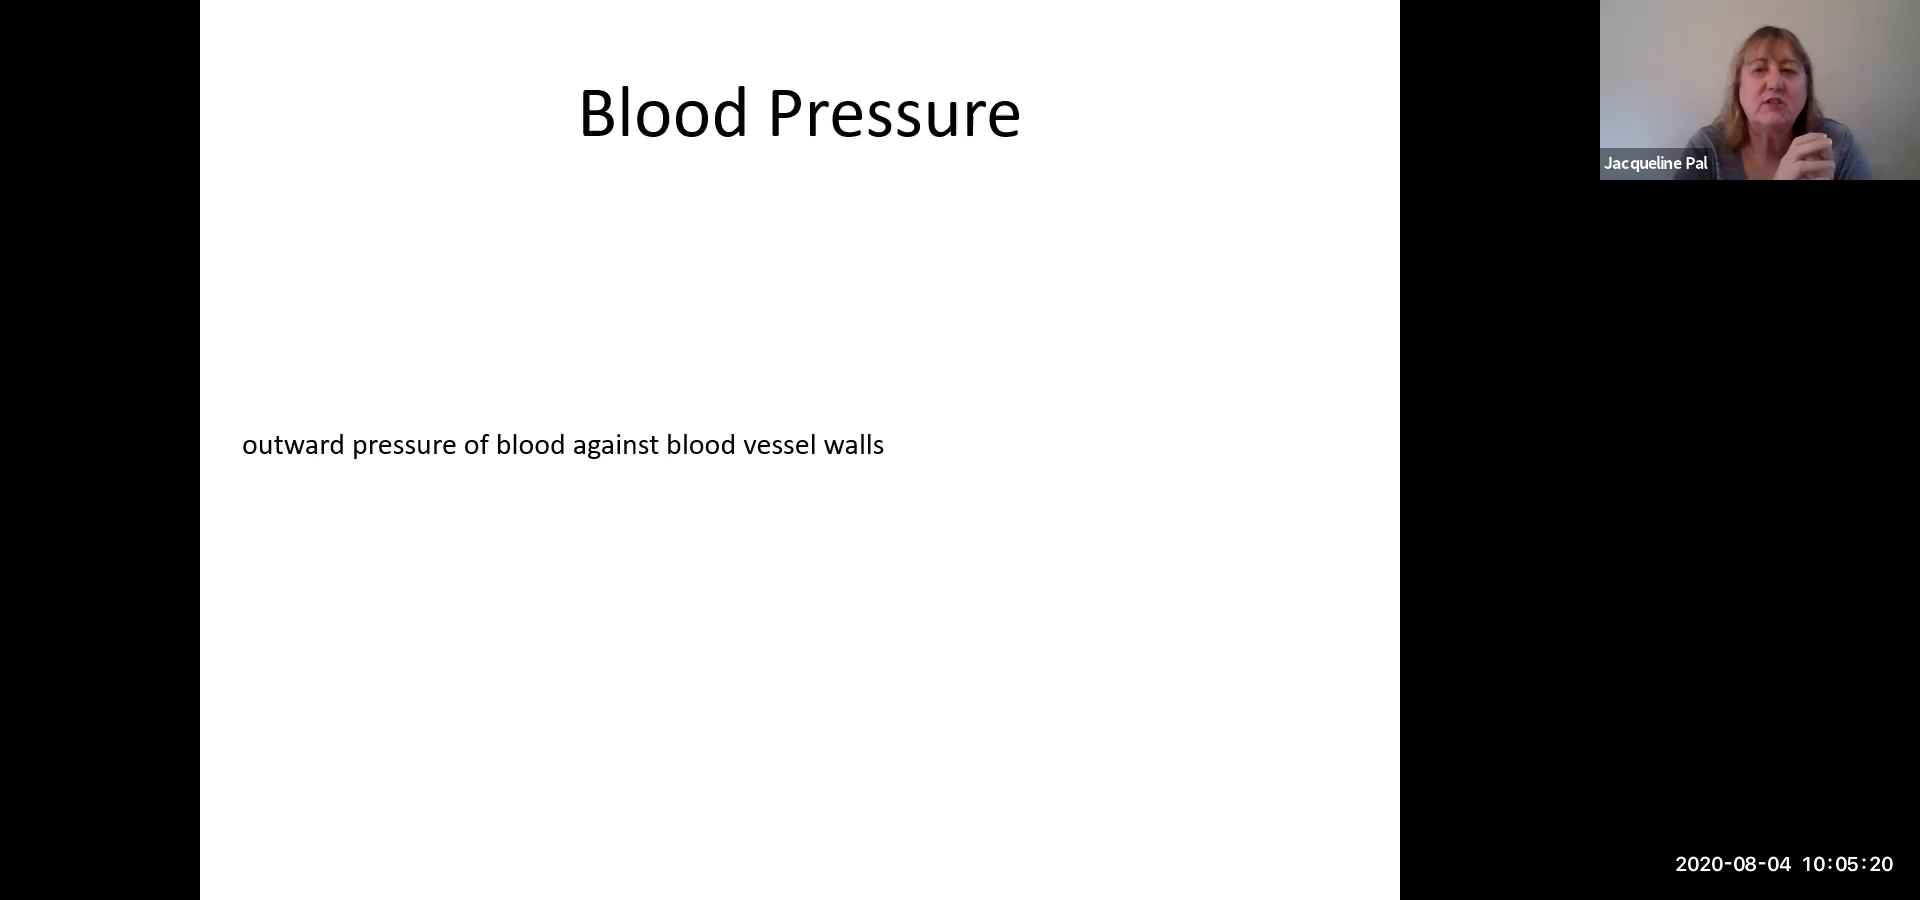 Blood Pressure
Jacqueline Pal
outward pressure of blood against blood vessel walls
2020-08-04 10:05:20